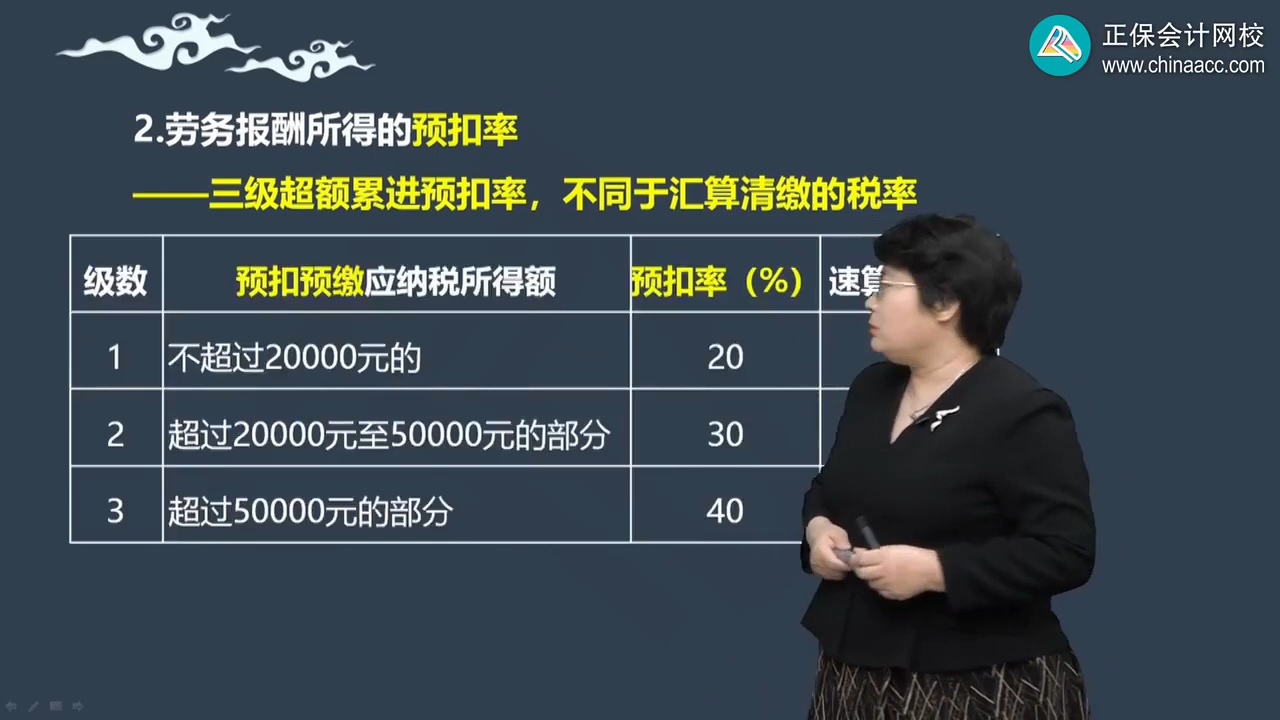 正保会计网校
www.chinaacc.com
2.劳务报酬所得的预扣率
——三级超额累进预扣率，不同于汇算清缴的税率
级数 预扣预缴应纳税所得额 预扣率（%） 速算
1 不超过20000元的 20
2 超过20000元至50000元的部分 30
3 超过50000元的部分 40